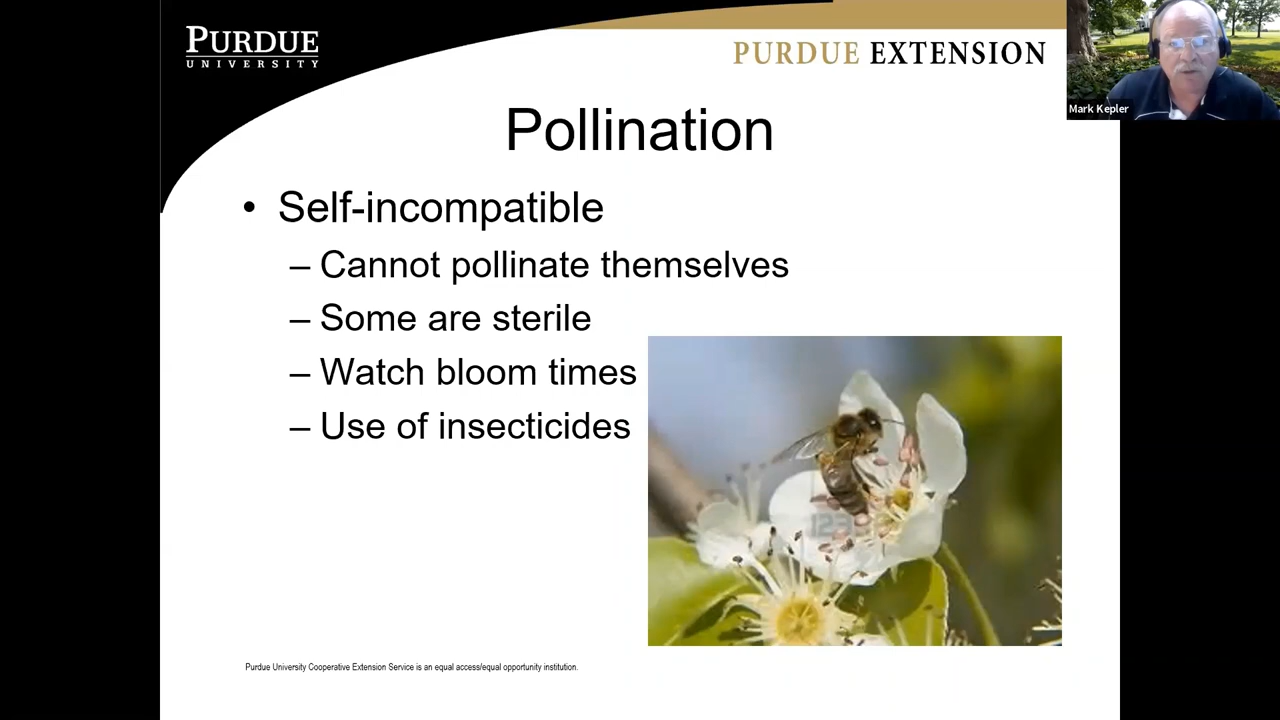 PURDUE
UNIVERSITY
PURDUE EXTENSION
Mark Kepler
Pollination
• Self-incompatible
– Cannot pollinate themselves
– Some are sterile
– Watch bloom times
– Use of insecticides
Purdue University Cooperative Extension Service is an equal access/equal opportunity institution.